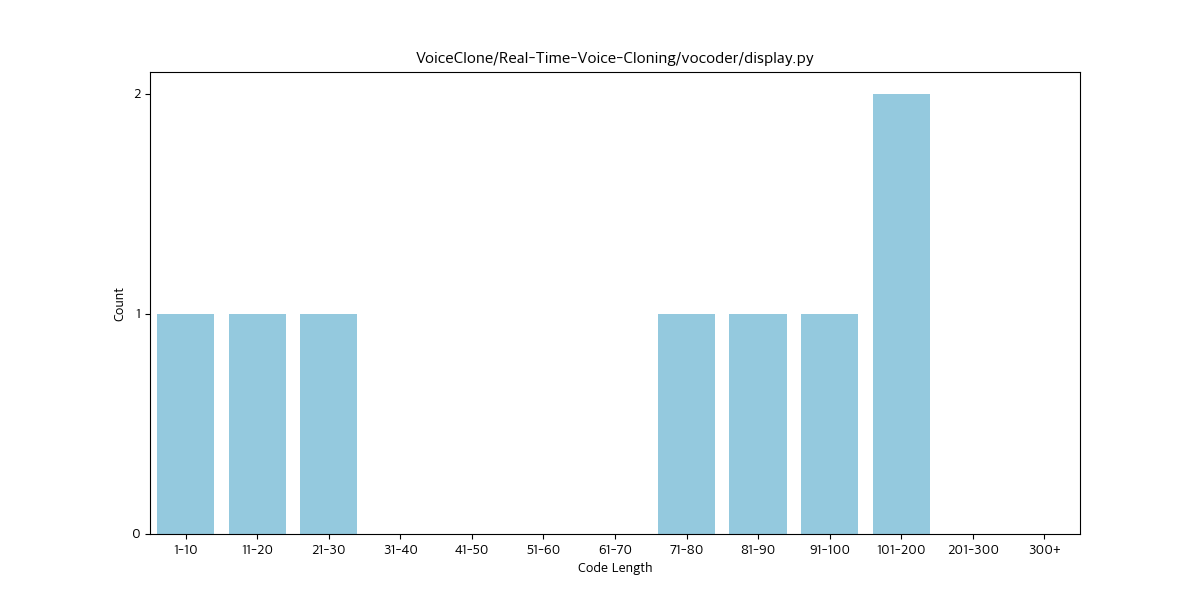 VoiceClone/Real-Time-Voice-Cloning/vocoder/display.py
Count
2
1
0
1-10 11-20 21-30 31-40 41-50 51-60 61-70 71-80 81-90 91-100 101-200 201-300 300+
Code Length